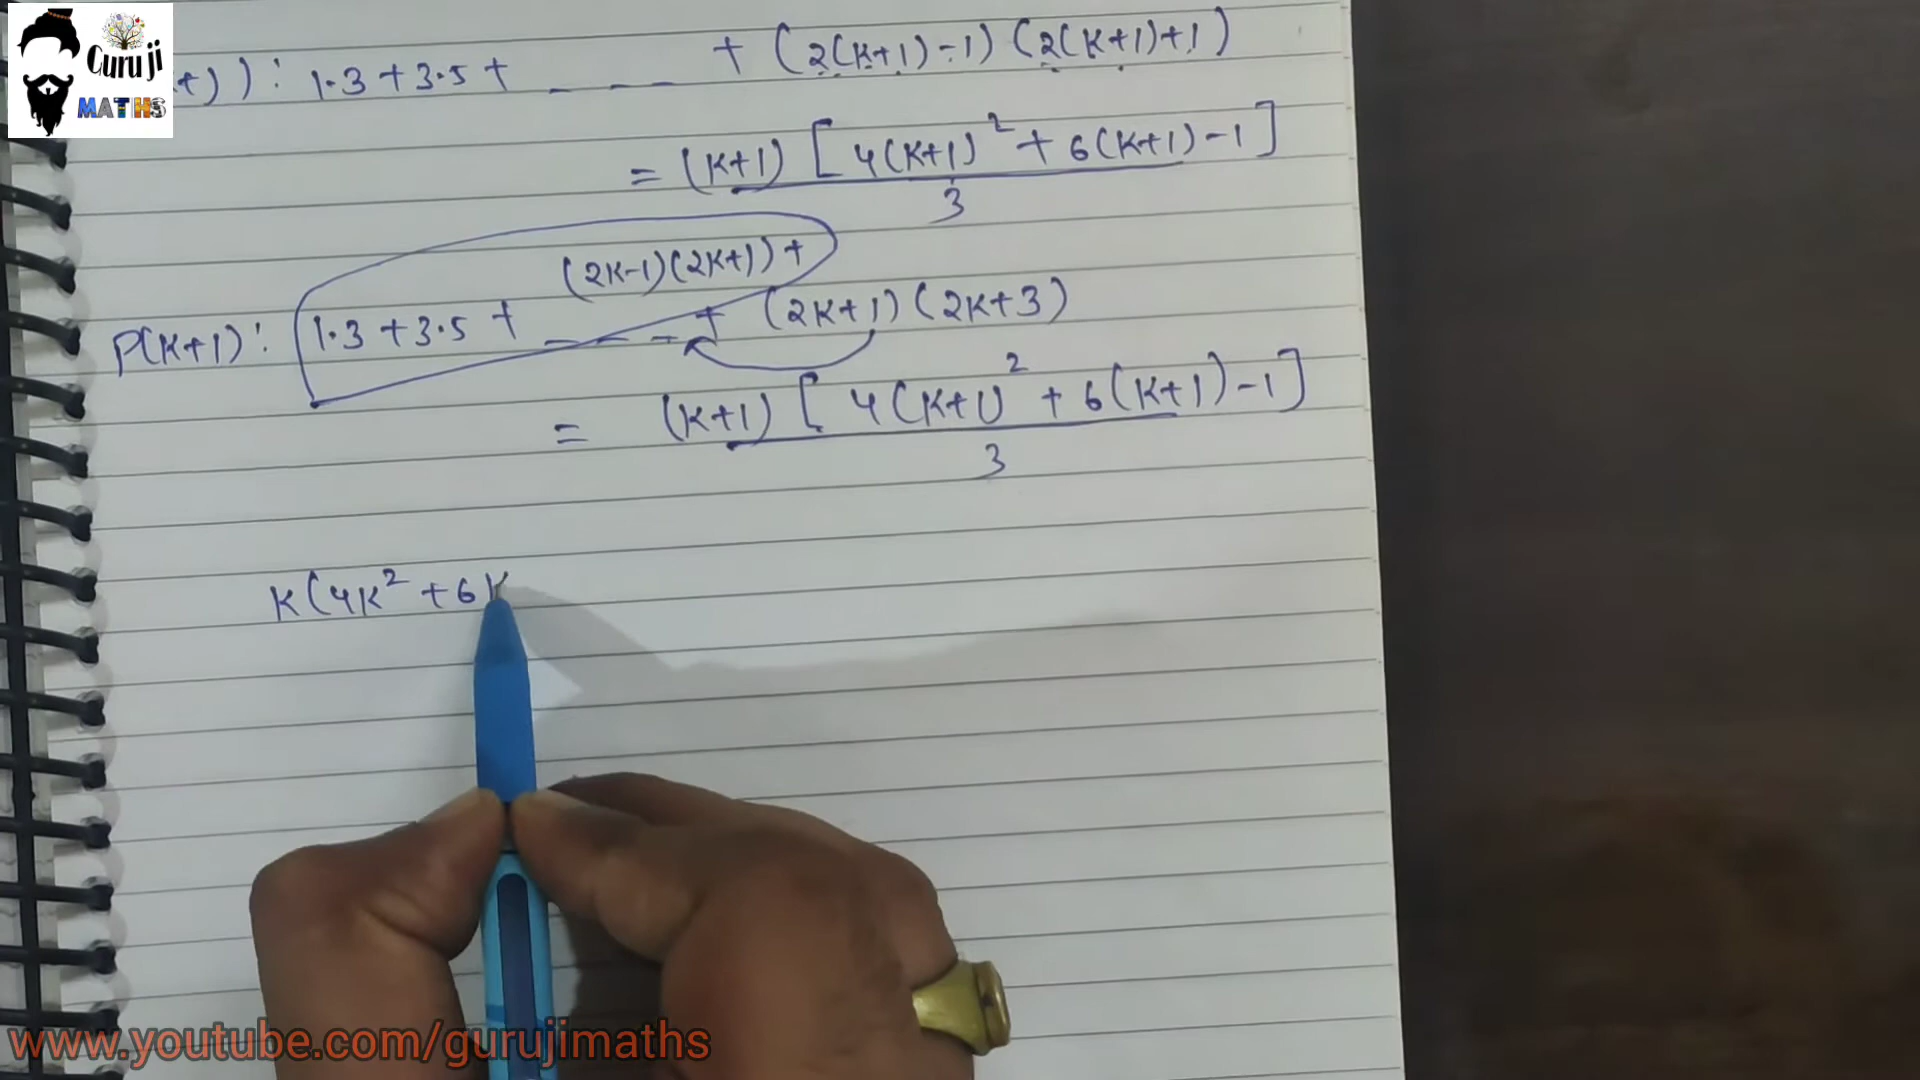 Guruji
MATHS
+1) ) : 1.3 + 3.5 + _ _ _ + (2(K+1)-1) (2(K+1)+1)
= (K+1) [ 4(K+1)² + 6(K+1) - 1 ]
3
(2K-1)(2K+1) +
P(K+1) : 1.3 + 3.5 + _ _ _ + (2K+1) (2K+3)
= (K+1) [ 4(K+1)² + 6(K+1) - 1 ]
3
K(4K² + 6K
www.youtube.com/gurujimaths